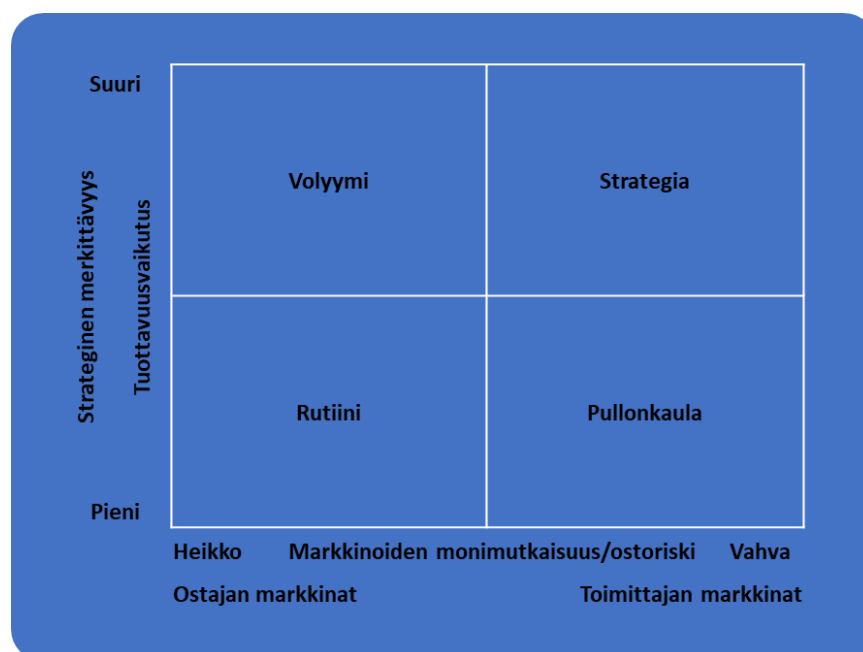 Suuri
Volyymi
Strategia
Strateginen merkittävyys
Tuottavuusvaikutus
Rutiini
Pullonkaula
Pieni
Heikko
Markkinoiden monimutkaisuus/ostoriski
Vahva
Ostajan markkinat
Toimittajan markkinat